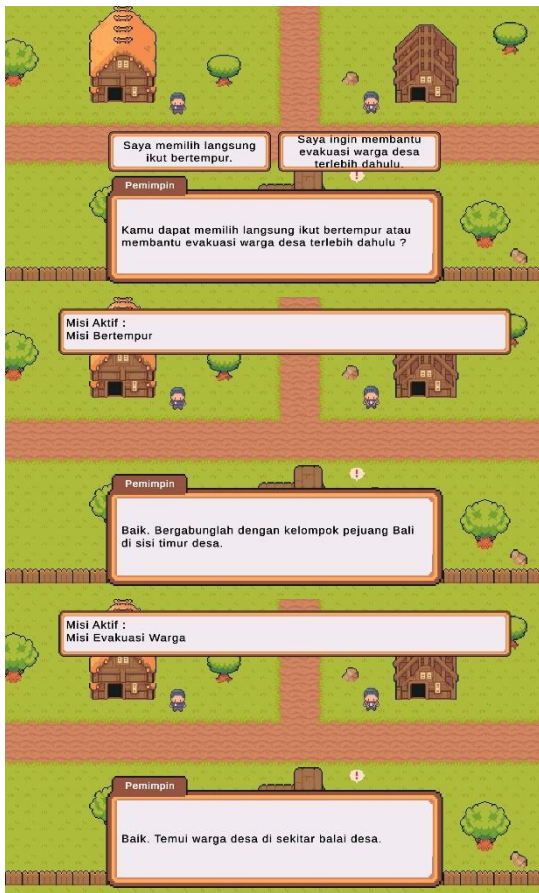 Saya memilih langsung
ikut bertempur.
Saya ingin membantu
evakuasi warga desa
terlebih dahulu.
!
Pemimpin
Kamu dapat memilih langsung ikut bertempur atau
membantu evakuasi warga desa terlebih dahulu ?
Misi Aktif :
Misi Bertempur
!
Pemimpin
Baik. Bergabunglah dengan kelompok pejuang Bali
di sisi timur desa.
Misi Aktif :
Misi Evakuasi Warga
!
Pemimpin
Baik. Temui warga desa di sekitar balai desa.